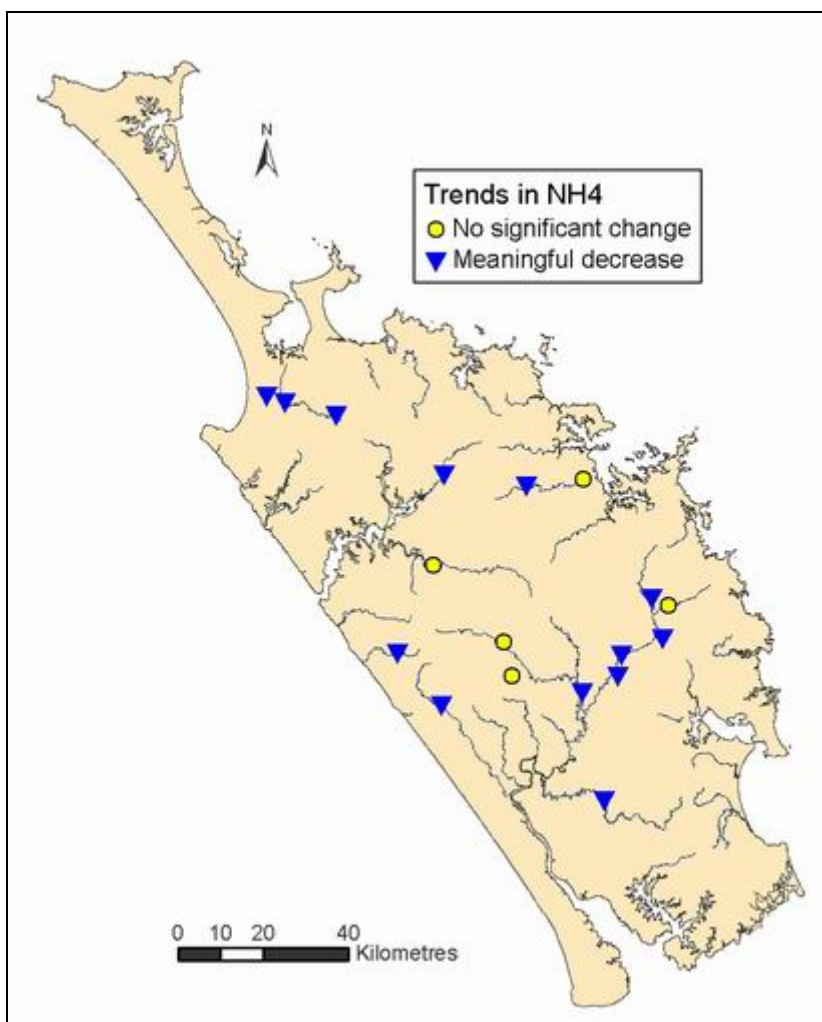 N
Trends in NH4
No significant change
Meaningful decrease
0 10 20 40
Kilometres